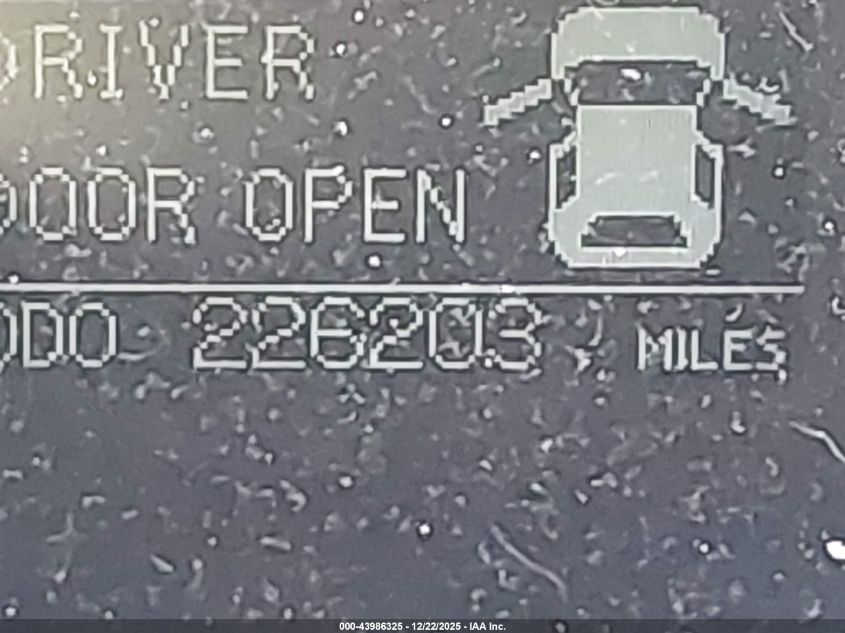 DRIVER
DOOR OPEN
ODO 226203 MILES
000-43986325 - 12/22/2025 - IAA Inc.